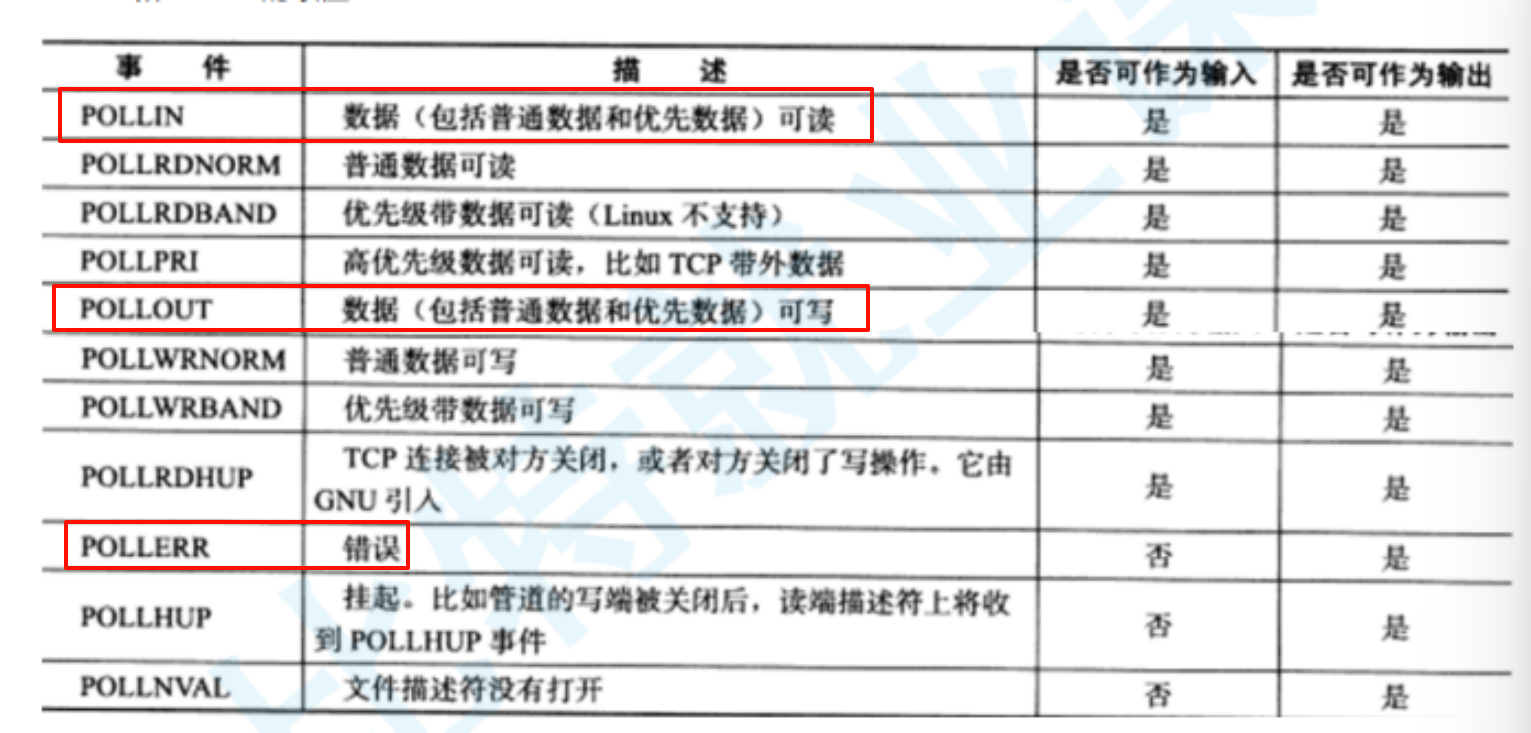 事 件 描 述 是否可作为输入 是否可作为输出
POLLIN 数据（包括普通数据和优先数据）可读 是 是
POLLRDNORM 普通数据可读 是 是
POLLRDBAND 优先级带数据可读（Linux 不支持） 是 是
POLLPRI 高优先级数据可读，比如 TCP 带外数据 是 是
POLLOUT 数据（包括普通数据和优先数据）可写 是 是
POLLWRNORM 普通数据可写 是 是
POLLWRBAND 优先级带数据可写 是 是
POLLRDHUP TCP 连接被对方关闭，或者对方关闭了写操作。它由
GNU 引入 是 是
POLLERR 错误 否 是
POLLHUP 挂起。比如管道的写端被关闭后，读端描述符上将收
到 POLLHUP 事件 否 是
POLLNVAL 文件描述符没有打开 否 是